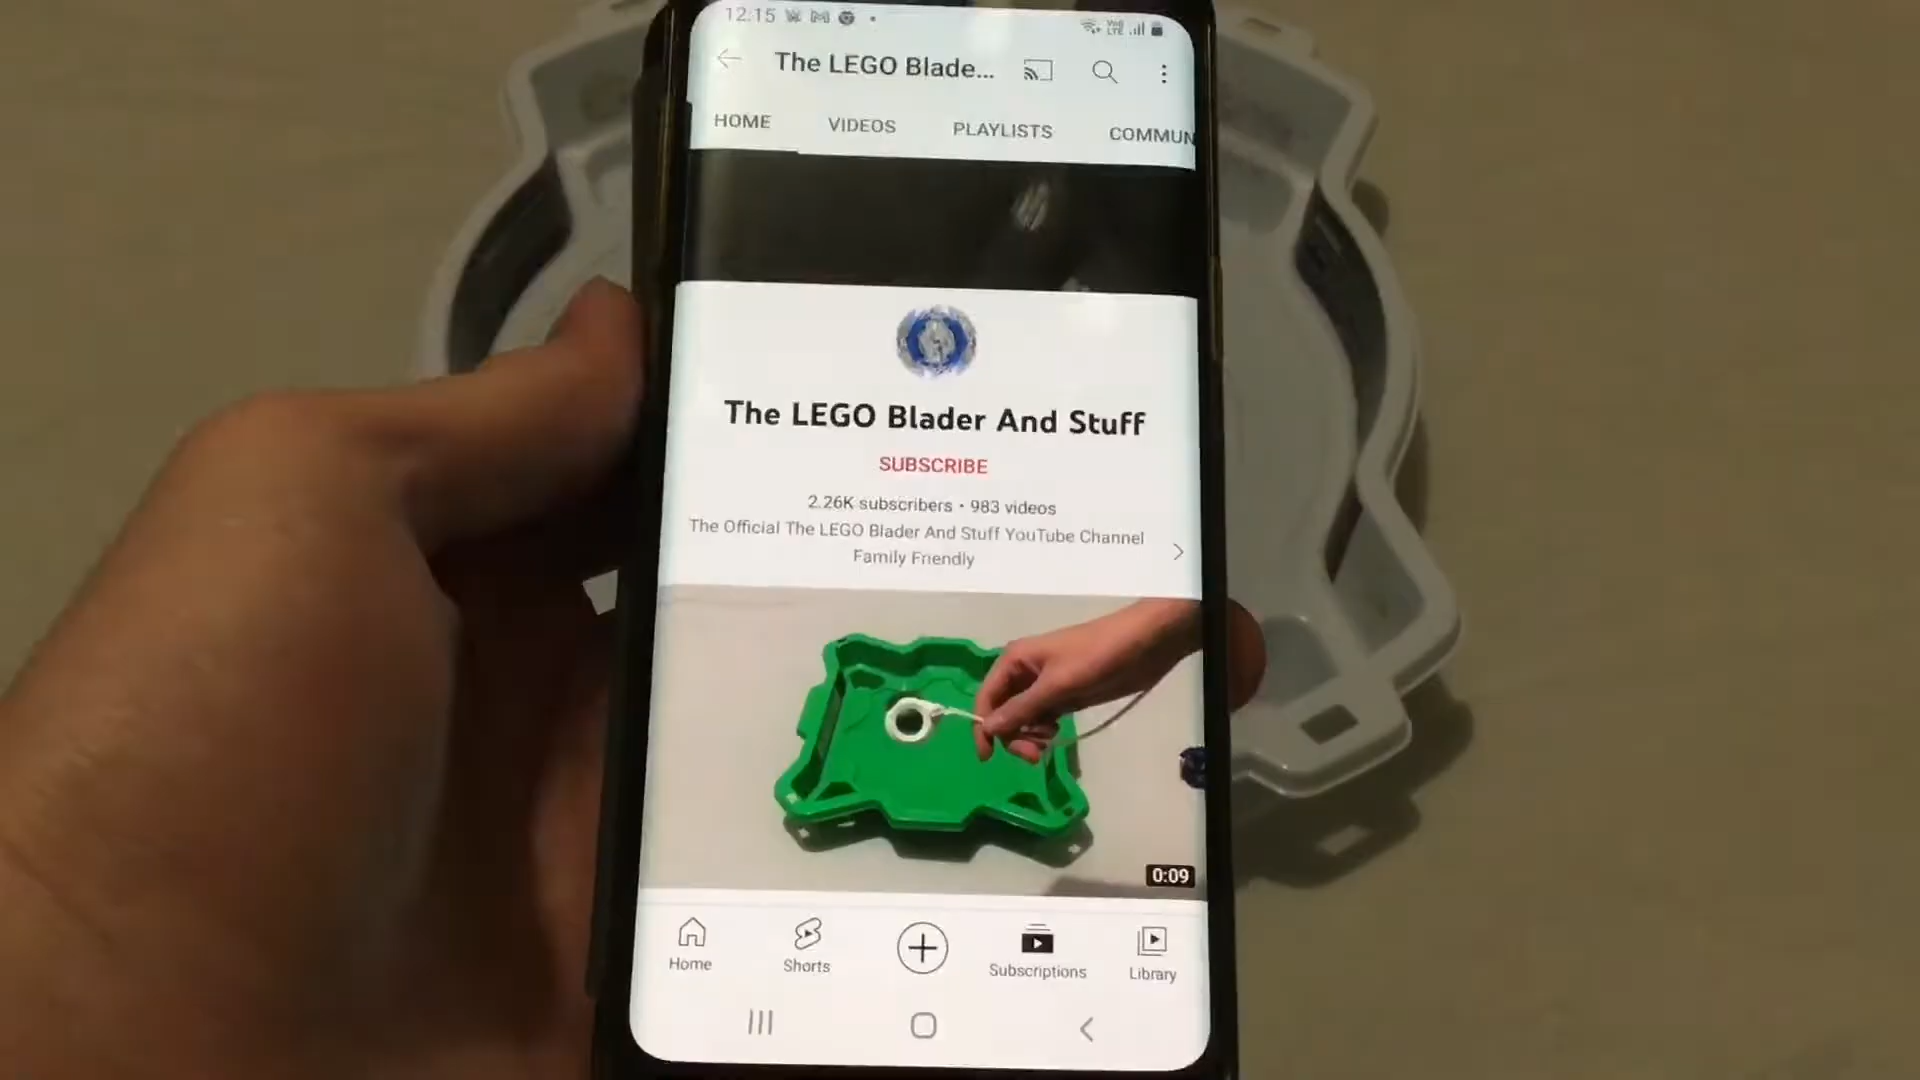 12:15
The LEGO Blade...
HOME VIDEOS PLAYLISTS COMMUN
The LEGO Blader And Stuff
SUBSCRIBE
2.26K subscribers • 983 videos
The Official The LEGO Blader And Stuff YouTube Channel
Family Friendly
0:09
Home Shorts Subscriptions Library